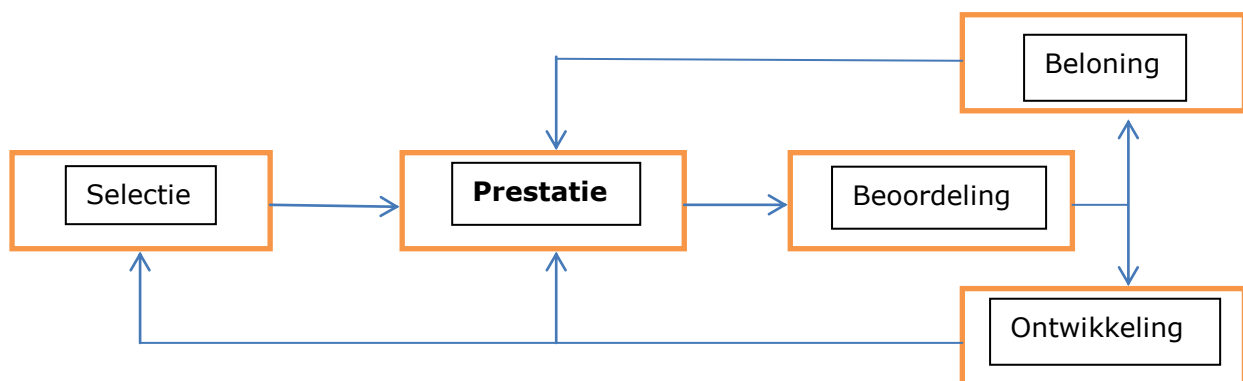 Beloning
Selectie
Prestatie
Beoordeling
Ontwikkeling